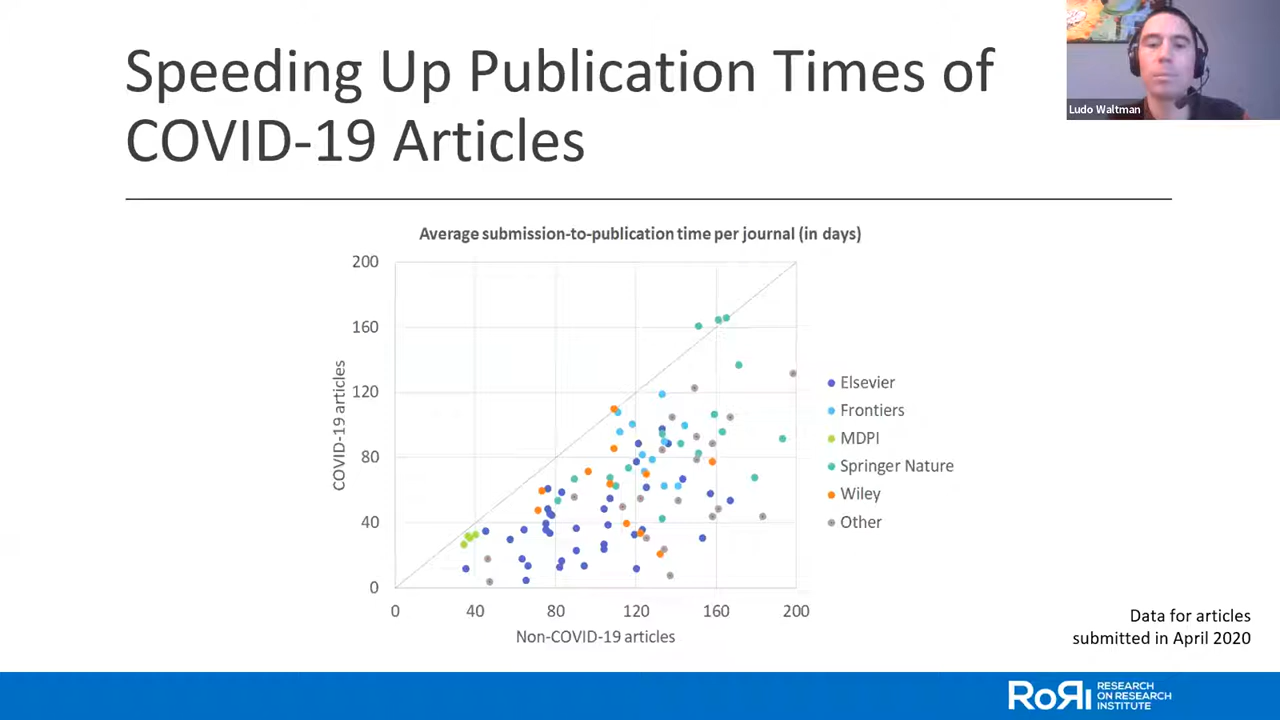 Speeding Up Publication Times of
COVID-19 Articles
Ludo Waltman
Average submission-to-publication time per journal (in days)
200
160
120
80
40
0
COVID-19 articles
0 40 80 120 160 200
Non-COVID-19 articles
Elsevier
Frontiers
MDPI
Springer Nature
Wiley
Other
Data for articles
submitted in April 2020
RoRI
RESEARCH
ON RESEARCH
INSTITUTE